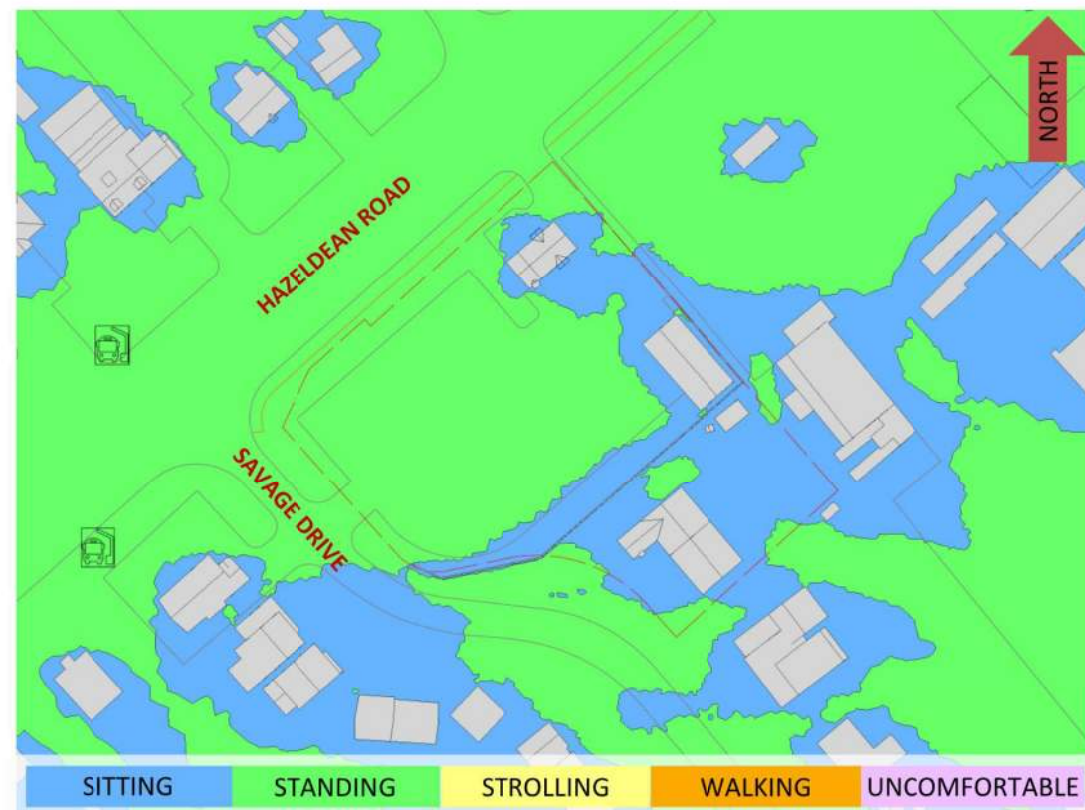 NORTH
HAZELDEAN ROAD
SAVAGE DRIVE
SITTING
STANDING
STROLLING
WALKING
UNCOMFORTABLE